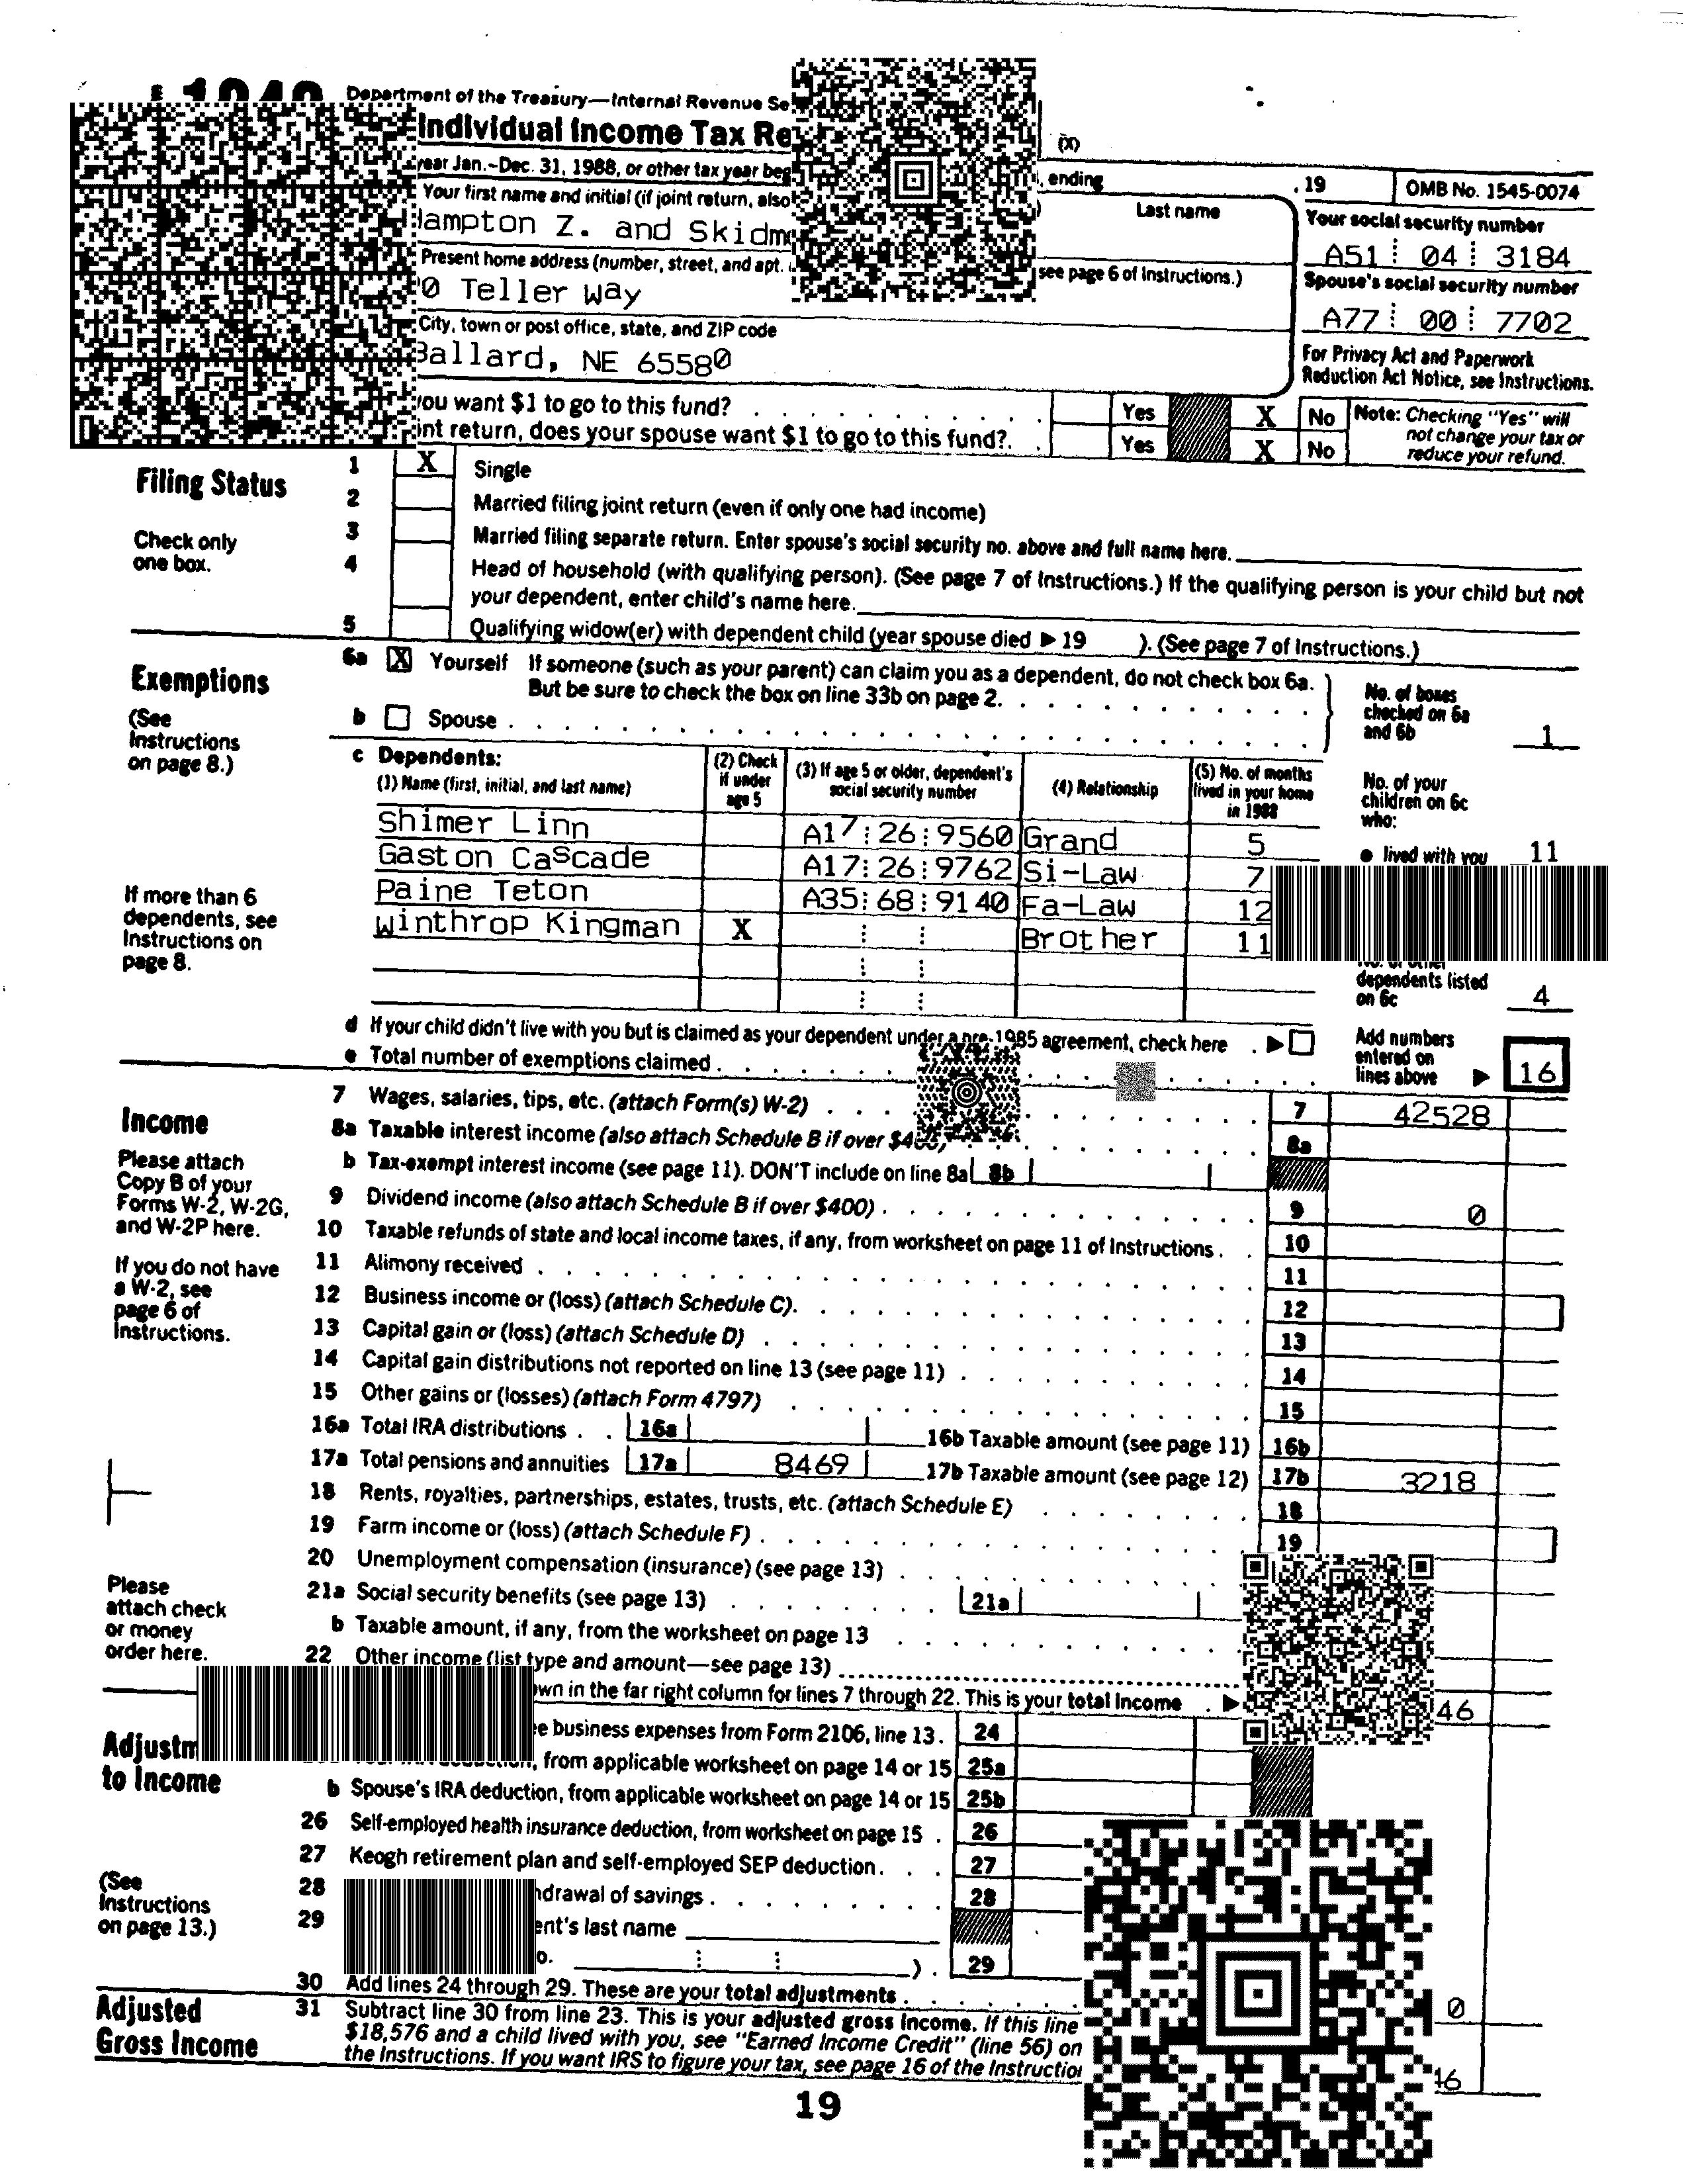 Department of the Treasury—Internal Revenue
Individual Income Tax
year Jan.-Dec. 31, 1988, or other tax year , ending , 19 OMB No. 1545-0074
(X)
Your first name and initial (if joint return, also Last name Your social security number
Z. and A51 04 3184
Present home address (number, street, and apt. see page 6 of Instructions.) Spouse's social security number
Teller Way A77 00 7702
City, town or post office, state, and ZIP code For Privacy Act and Paperwork
Ballard, NE 65580 Reduction Act Notice, see Instructions.
you want $1 to go to this fund? . . . Yes X No Note: Checking "Yes" will
return, does your spouse want $1 to go to this fund?. Yes X No not change your tax or
reduce your refund.
Filing Status 1 X Single
2 Married filing joint return (even if only one had income)
Check only 3 Married filing separate return. Enter spouse's social security no. above and full name here.
one box. 4 Head of household (with qualifying person). (See page 7 of Instructions.) If the qualifying person is your child but not
your dependent, enter child's name here.
5 Qualifying widow(er) with dependent child (year spouse died ▶ 19 ). (See page 7 of Instructions.)
Exemptions 6a X Yourself If someone (such as your parent) can claim you as a dependent, do not check box 6a. No. of boxes
But be sure to check the box on line 33b on page 2. checked on 6a
(See b Spouse and 6b 1
Instructions
on page 8.)
c Dependents: (2) Check (3) If age 5 or older, dependent's (5) No. of months No. of your
(1) Name (first, initial, and last name) if under social security number (4) Relationship lived in your home children on 6c
age 5 in 1988 who:
Shimer Linn A17 26 9560 Grand 5 ● lived with you 11
Gaston Cascade A17 26 9762 Si-Law 7
If more than 6 Paine Teton A35 68 9140 Fa-Law 12
dependents, see Winthrop Kingman X Brother 11
Instructions on
page 8.
dependents listed
on 6c 4
d If your child didn't live with you but is claimed as your dependent under a pre-1985 agreement, check here . ▶ Add numbers
e Total number of exemptions claimed entered on
lines above ▶ 16
Income 7 Wages, salaries, tips, etc. (attach Form(s) W-2) 7 42528
8a Taxable interest income (also attach Schedule B if over 8a
Please attach b Tax-exempt interest income (see page 11). DON'T include on line 8a 8b
Copy B of your
Forms W-2, W-2G, 9 Dividend income (also attach Schedule B if over $400) 9 0
and W-2P here. 10 Taxable refunds of state and local income taxes, if any, from worksheet on page 11 of Instructions . 10
If you do not have 11 Alimony received 11
a W-2, see 12 Business income or (loss) (attach Schedule C). 12
page 6 of 13 Capital gain or (loss) (attach Schedule D) 13
Instructions. 14 Capital gain distributions not reported on line 13 (see page 11) 14
15 Other gains or (losses) (attach Form 4797) 15
16a Total IRA distributions . . 16a 16b Taxable amount (see page 11) 16b
17a Total pensions and annuities 17a 8469 17b Taxable amount (see page 12) 17b 3218
18 Rents, royalties, partnerships, estates, trusts, etc. (attach Schedule E) 18
19 Farm income or (loss) (attach Schedule F) 19
20 Unemployment compensation (insurance) (see page 13)
Please 21a Social security benefits (see page 13) 21a
attach check b Taxable amount, if any, from the worksheet on page 13
or money
order here. 22 Other income (list type and amount—see page 13)
in the far right column for lines 7 through 22. This is your total income ▶ 46
business expenses from Form 2106, line 13. 24
from applicable worksheet on page 14 or 15 25a
to Income b Spouse's IRA deduction, from applicable worksheet on page 14 or 15 25b
26 Self-employed health insurance deduction, from worksheet on page 15 . 26
27 Keogh retirement plan and self-employed SEP deduction. 27
(See 28 of savings 28
Instructions
on page 13.) 29 last name
29
30 Add lines 24 through 29. These are your total adjustments 0
Adjusted 31 Subtract line 30 from line 23. This is your adjusted gross income. If this line
Gross Income $18,576 and a child lived with you, see "Earned Income Credit" (line 56) on
the Instructions. If you want IRS to figure your tax, see page 16 of the 46
19